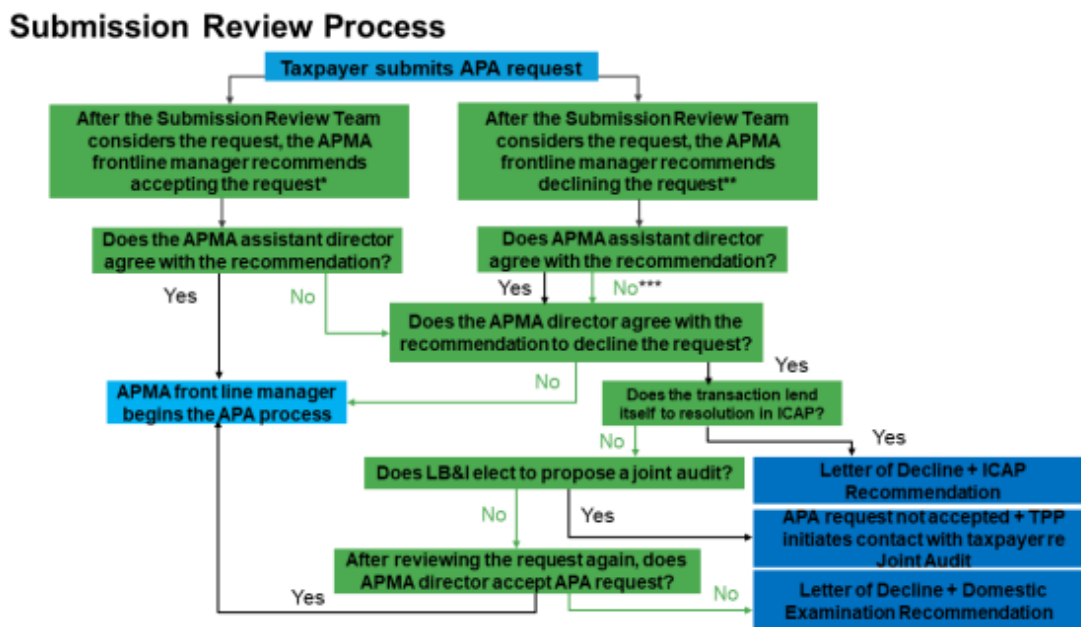 Submission Review Process
Taxpayer submits APA request
After the Submission Review Team
considers the request, the APMA
frontline manager recommends
accepting the request*
After the Submission Review Team
considers the request, the APMA
frontline manager recommends
declining the request**
Does the APMA assistant director
agree with the recommendation?
Does APMA assistant director
agree with the recommendation?
Yes
No
Yes
No***
Does the APMA director agree with the
recommendation to decline the request?
No
Yes
APMA front line manager
begins the APA process
Does the transaction lend
itself to resolution in ICAP?
No
Yes
Does LB&I elect to propose a joint audit?
Letter of Decline + ICAP
Recommendation
No
Yes
APA request not accepted + TPP
initiates contact with taxpayer re
Joint Audit
After reviewing the request again, does
APMA director accept APA request?
Yes
No
Letter of Decline + Domestic
Examination Recommendation